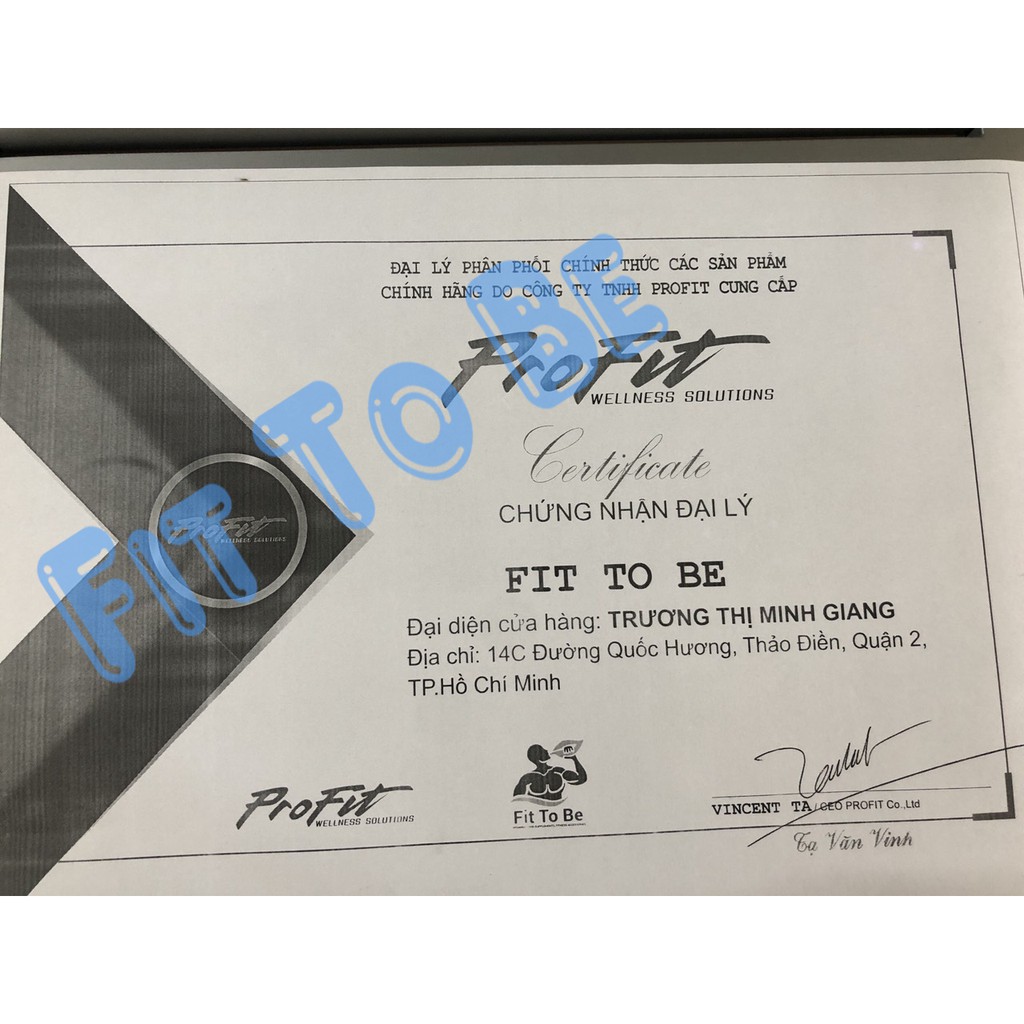 ĐẠI LÝ PHÂN PHỐI CHÍNH THỨC CÁC SẢN PHẨM
CHÍNH HÃNG DO CÔNG TY TNHH PROFIT CUNG CẤP
ProFit
WELLNESS SOLUTIONS
Certificate
CHỨNG NHẬN ĐẠI LÝ
FIT TO BE
Đại diện cửa hàng: TRƯƠNG THỊ MINH GIANG
Địa chỉ: 14C Đường Quốc Hương, Thảo Điền, Quận 2,
TP.Hồ Chí Minh
ProFit
WELLNESS SOLUTIONS
FIT TO BE
ProFit
WELLNESS SOLUTIONS
Fit To Be
VINCENT TA / CEO PROFIT Co.,Ltd
Tạ Văn Vinh